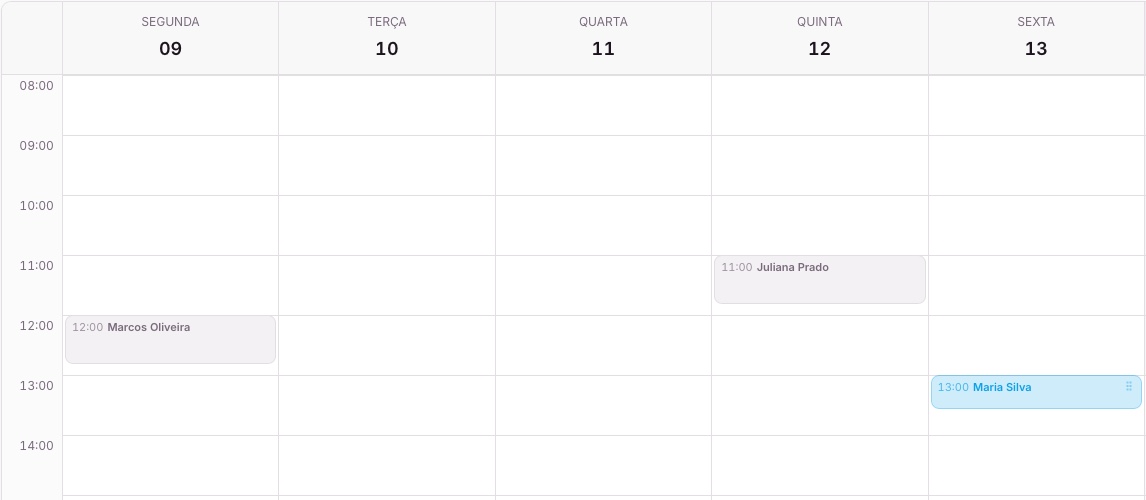 SEGUNDA TERÇA QUARTA QUINTA SEXTA
09 10 11 12 13
08:00
09:00
10:00
11:00
11:00 Juliana Prado
12:00
12:00 Marcos Oliveira
13:00
13:00 Maria Silva
14:00